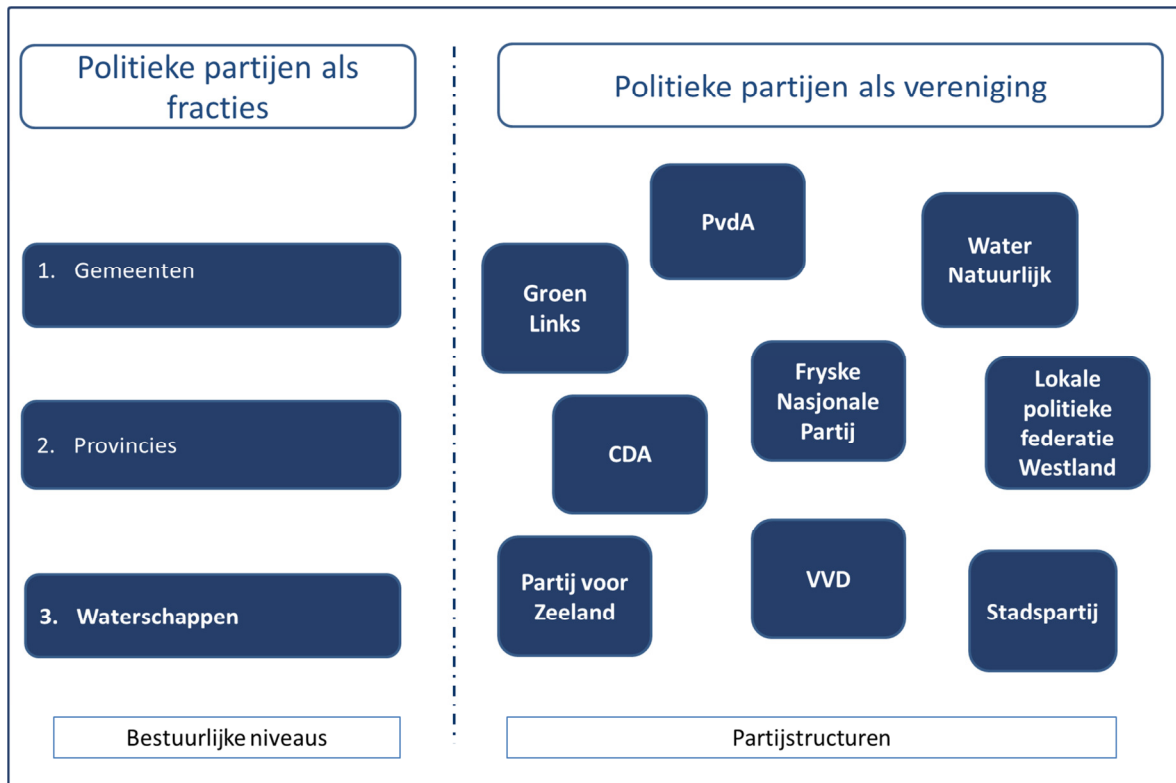 Politieke partijen als
fracties
1. Gemeenten
2. Provincies
3. Waterschappen
Bestuurlijke niveaus
Politieke partijen als vereniging
PvdA
Water
Natuurlijk
Groen
Links
Fryske
Nasjonale
Partij
Lokale
politieke
federatie
Westland
CDA
Partij voor
Zeeland
VVD
Stadspartij
Partijstructuren